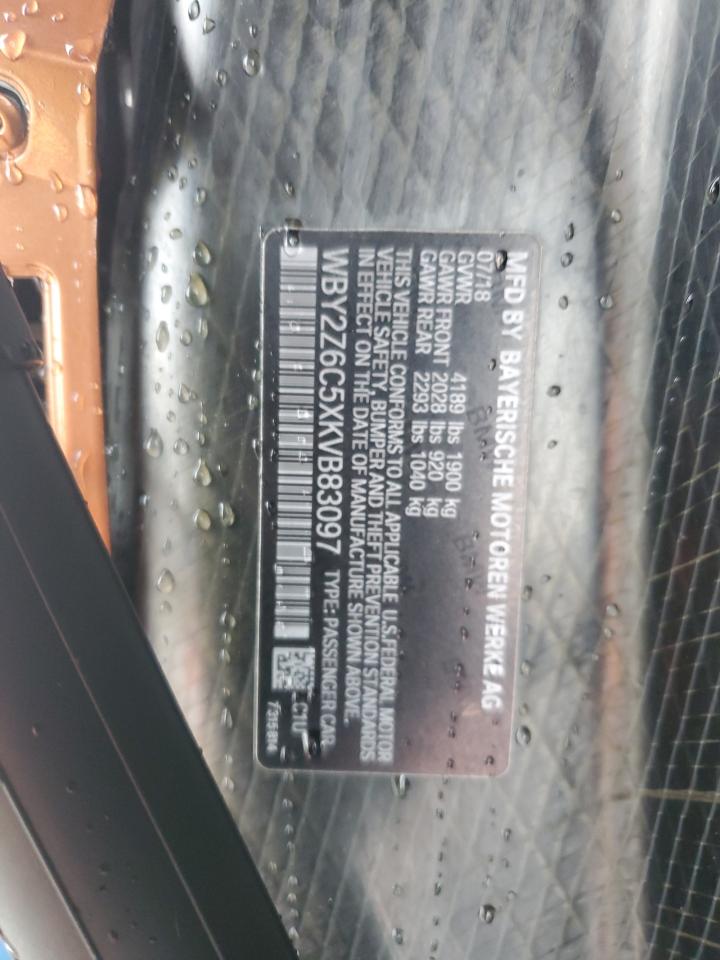 MFD BY BAYERISCHE MOTOREN WERKE AG
07/18
GVWR 4189 lbs 1900 kg
GAWR FRONT 2028 lbs 920 kg
GAWR REAR 2293 lbs 1040 kg
THIS VEHICLE CONFORMS TO ALL APPLICABLE U.S.FEDERAL MOTOR
VEHICLE SAFETY, BUMPER AND THEFT PREVENTION STANDARDS
IN EFFECT ON THE DATE OF MANUFACTURE SHOWN ABOVE.
WBY2Z6C5XKVB83097 TYPE: PASSENGER CAR